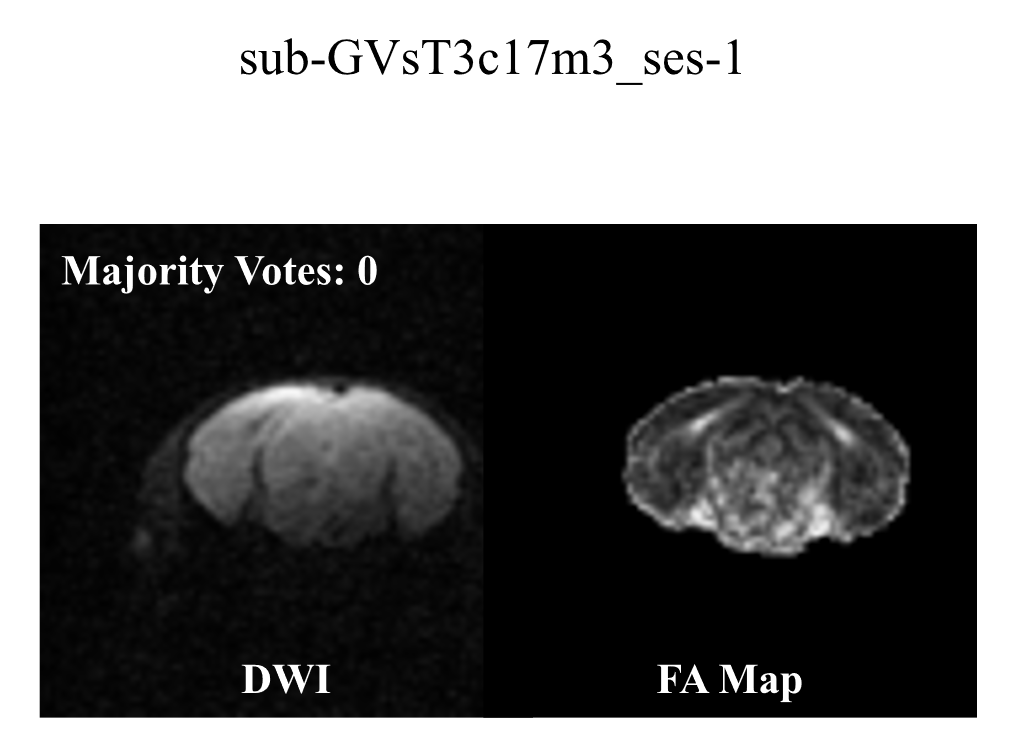 sub-GVsT3c17m3_ses-1
Majority Votes: 0
DWI
FA Map